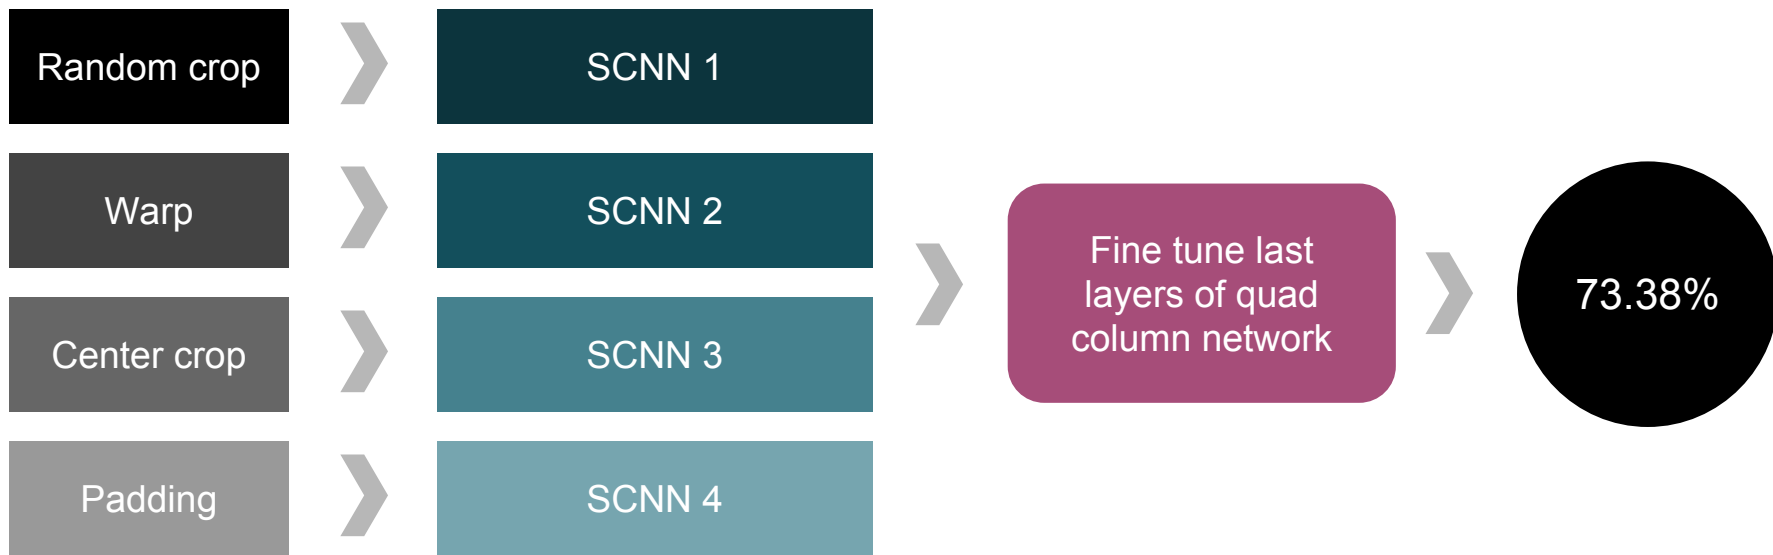 Random crop
SCNN 1
Warp
SCNN 2
Center crop
SCNN 3
Padding
SCNN 4
Fine tune last
layers of quad
column network
73.38%